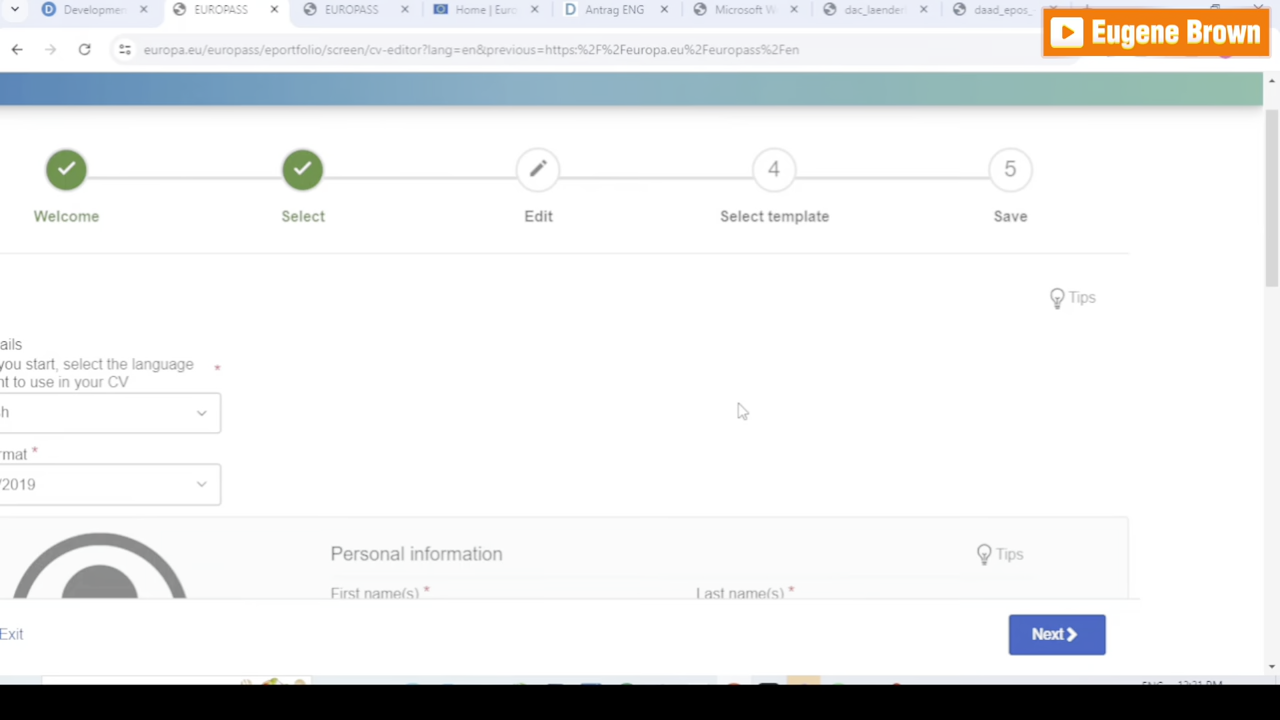 Developmen
EUROPASS
EUROPASS
Home | Euro
Antrag ENG
Microsoft W
dac_laender
daad_epos_
Eugene Brown
europa.eu/europass/eportfolio/screen/cv-editor?lang=en&previous=https:%2F%2Feuropa.eu%2Feuropass%2Fen
4
5
Welcome
Select
Edit
Select template
Save
Tips
ails
you start, select the language *
nt to use in your CV
sh
rmat *
/2019
Personal information
Tips
First name(s) *
Last name(s) *
Exit
Next